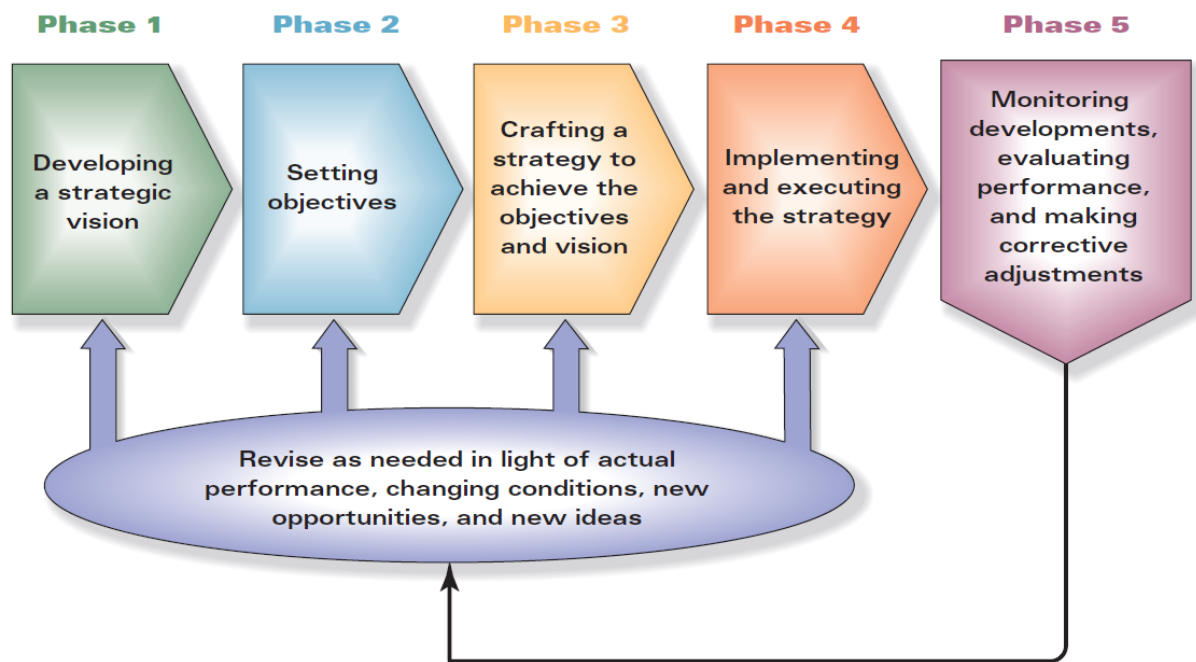 Phase 1
Phase 2
Phase 3
Phase 4
Phase 5
Developing
a strategic
vision
Setting
objectives
Crafting a
strategy to
achieve the
objectives
and vision
Implementing
and executing
the strategy
Monitoring
developments,
evaluating
performance,
and making
corrective
adjustments
Revise as needed in light of actual
performance, changing conditions, new
opportunities, and new ideas